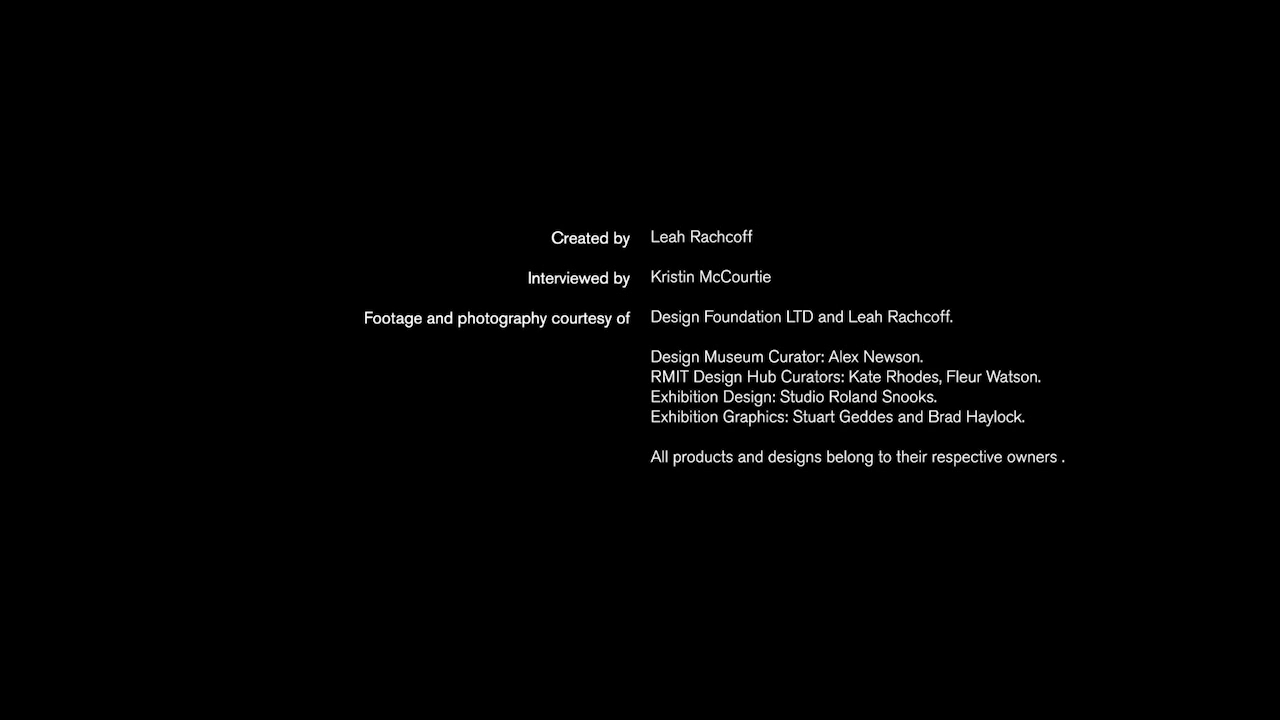 Created by Leah Rachcoff
Interviewed by Kristin McCourtie
Footage and photography courtesy of Design Foundation LTD and Leah Rachcoff.
Design Museum Curator: Alex Newson.
RMIT Design Hub Curators: Kate Rhodes, Fleur Watson.
Exhibition Design: Studio Roland Snooks.
Exhibition Graphics: Stuart Geddes and Brad Haylock.
All products and designs belong to their respective owners .